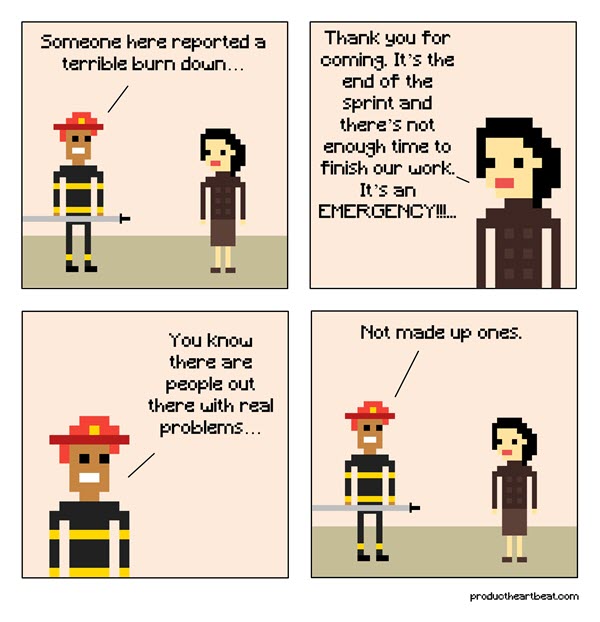 Someone here reported a
terrible burn down...
Thank you for
coming. It's the
end of the
sprint and
there's not
enough time to
finish our work.
It's an
EMERGENCY!!!...
You know
there are
people out
there with real
problems...
Not made up ones.
productheartbeat.com